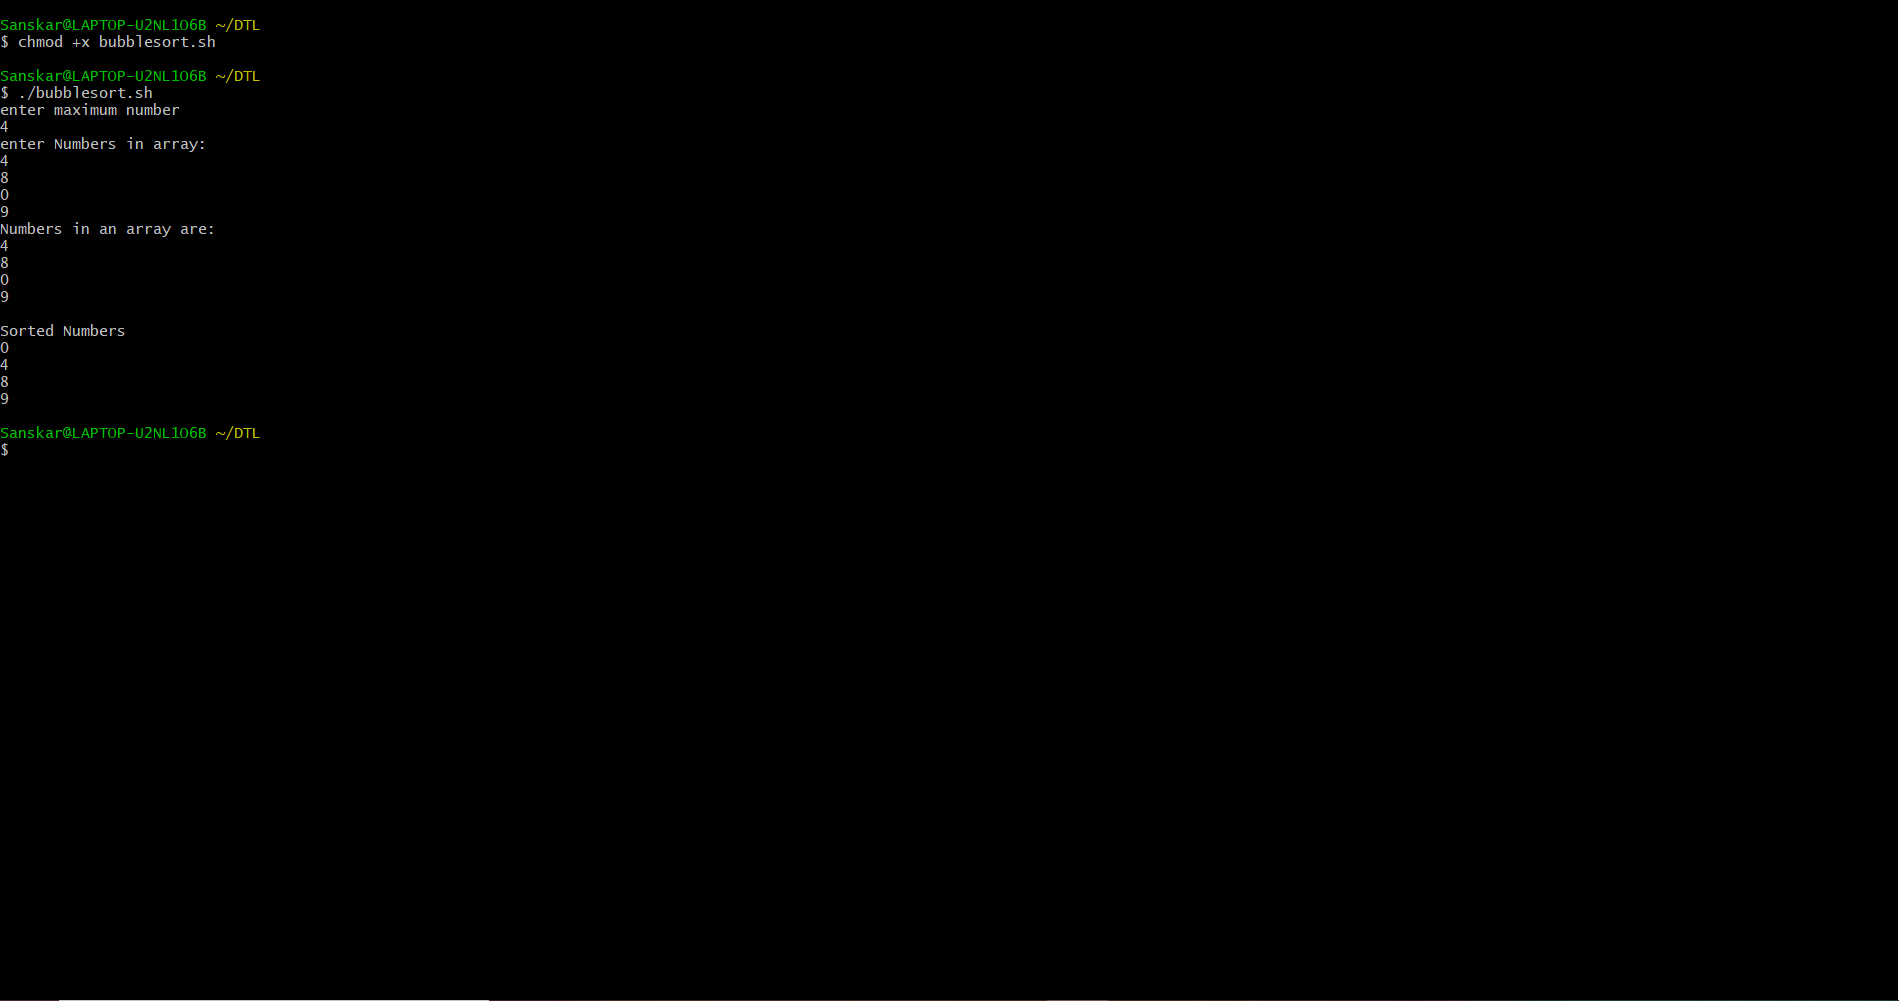 Sanskar@LAPTOP-U2NL1O6B ~/DTL
$ chmod +x bubblesort.sh
Sanskar@LAPTOP-U2NL1O6B ~/DTL
$ ./bubblesort.sh
enter maximum number
4
enter Numbers in array:
4
8
0
9
Numbers in an array are:
4
8
0
9
Sorted Numbers
0
4
8
9
Sanskar@LAPTOP-U2NL1O6B ~/DTL
$